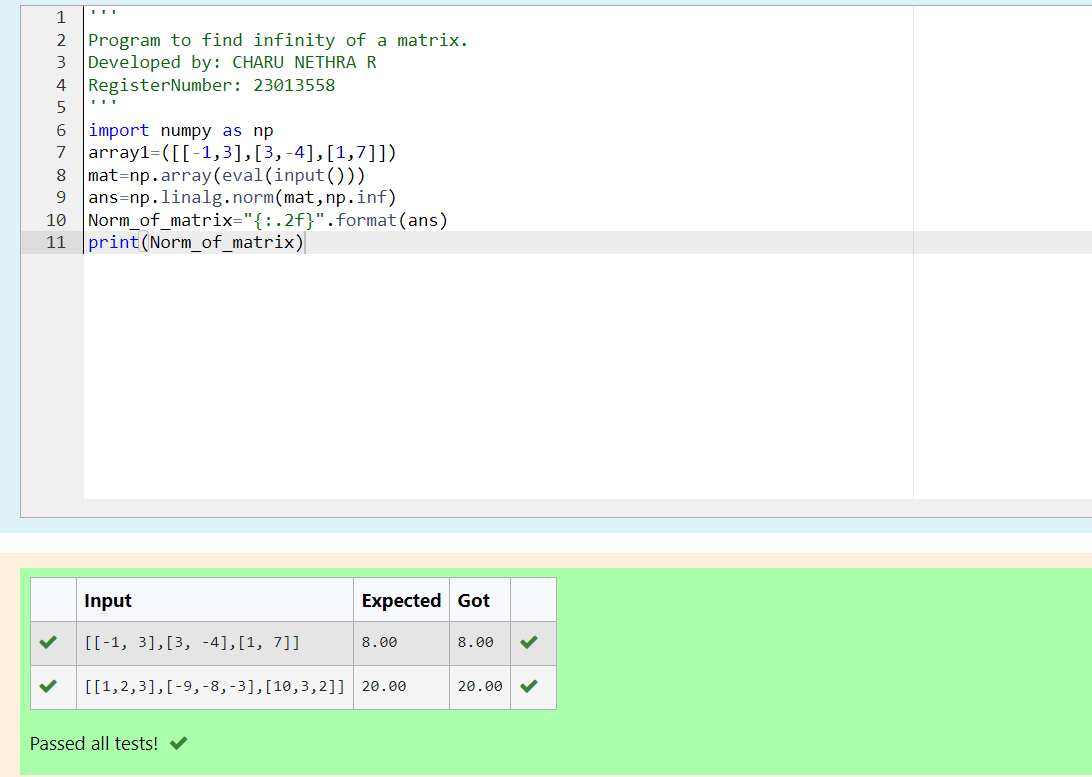 1 '''
2 Program to find infinity of a matrix.
3 Developed by: CHARU NETHRA R
4 RegisterNumber: 23013558
5 '''
6 import numpy as np
7 array1=([[-1,3],[3,-4],[1,7]])
8 mat=np.array(eval(input()))
9 ans=np.linalg.norm(mat,np.inf)
10 Norm_of_matrix="{:.2f}".format(ans)
11 print(Norm_of_matrix)
Input Expected Got
[[-1, 3],[3, -4],[1, 7]] 8.00 8.00
[[1,2,3],[-9,-8,-3],[10,3,2]] 20.00 20.00
Passed all tests!